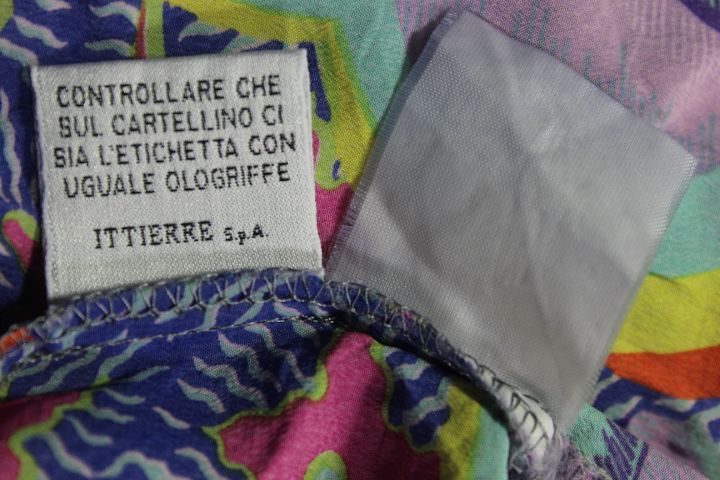 CONTROLLARE CHE
SUL CARTELLINO CI
SIA L'ETICHETTA CON
UGUALE OLOGRIFFE
ITTIERRE S.p.A.